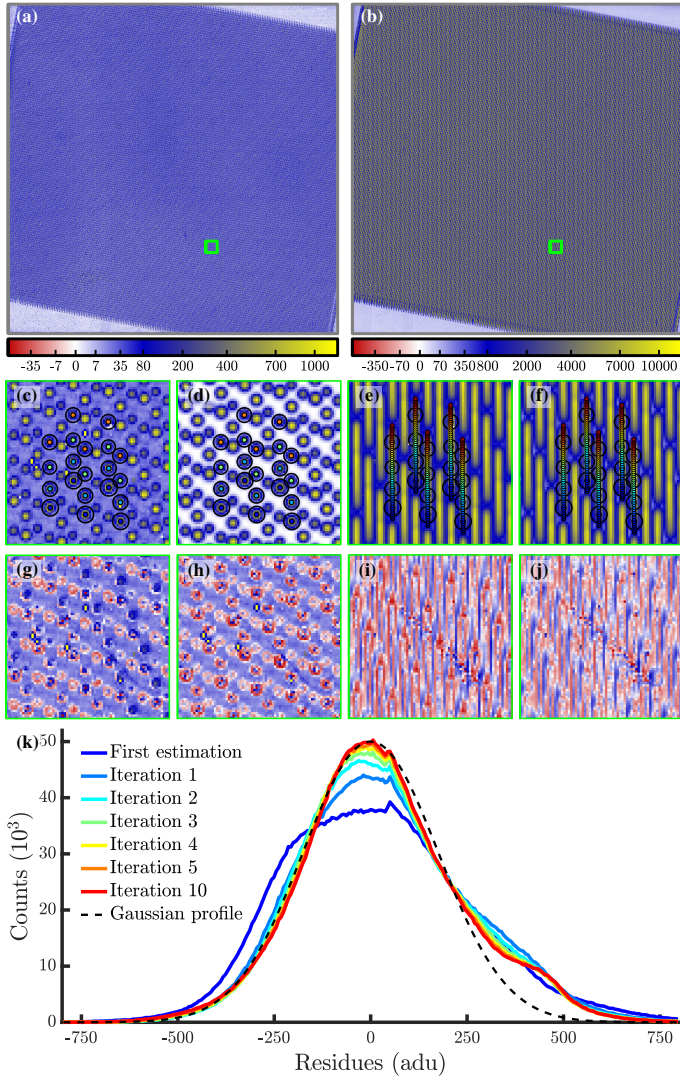 (a) (b)
-35 -7 0 7 35 80 200 400 700 1000
-350 -70 0 70 350 800 2000 4000 7000 10000
(c) (d) (e) (f)
(g) (h) (i) (j)
(k)
50
40
30
20
10
0
Counts (10³)
First estimation
Iteration 1
Iteration 2
Iteration 3
Iteration 4
Iteration 5
Iteration 10
Gaussian profile
-750 -500 -250 0 250 500 750
Residues (adu)